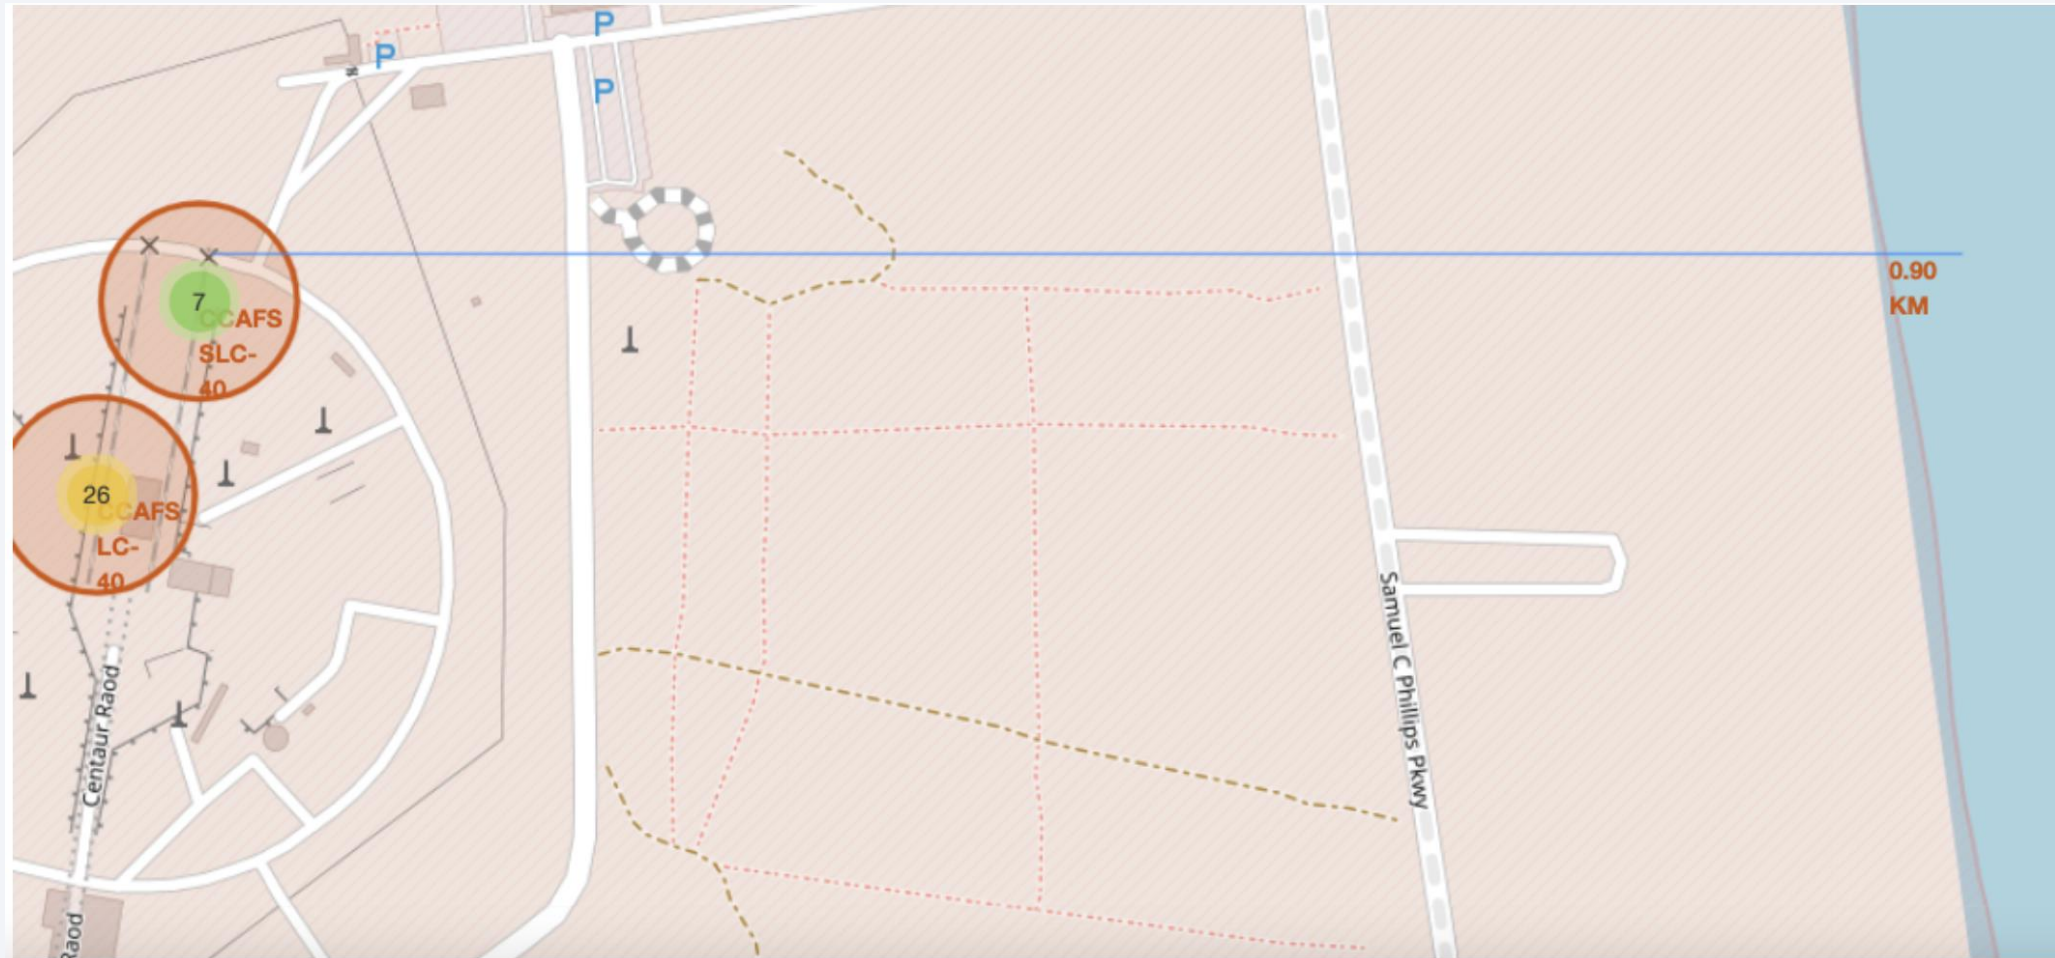 P
P
P
7
CCAFS
SLC-
40
0.90
KM
26
CCAFS
LC-
40
Samuel C Phillips Pkwy
Centaur Raod
Raod